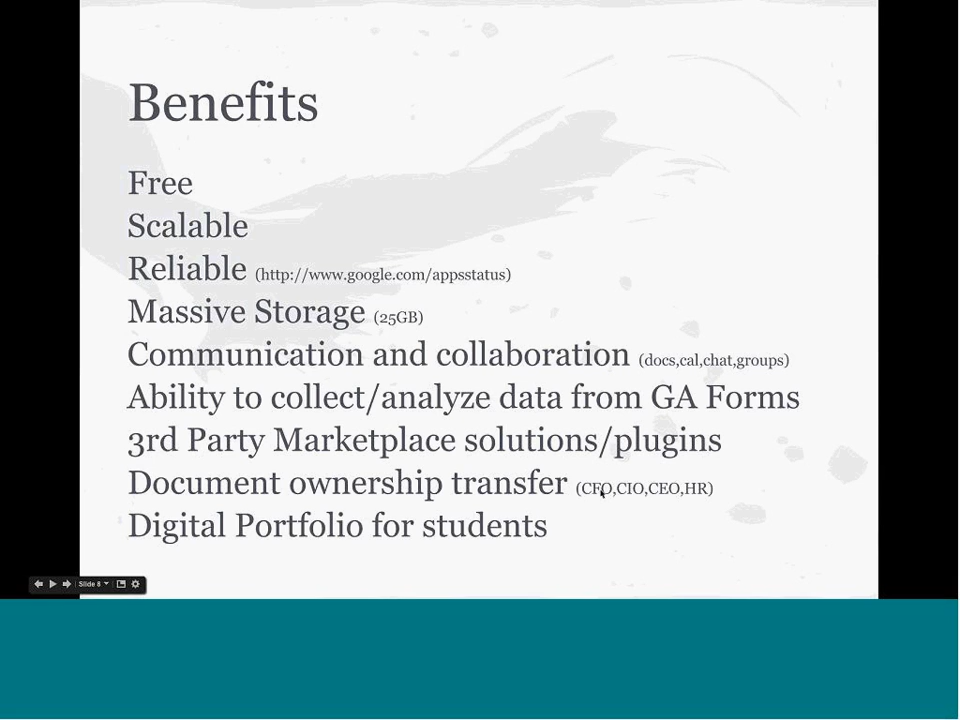 Benefits
Free
Scalable
Reliable (http://www.google.com/appsstatus)
Massive Storage (25GB)
Communication and collaboration (docs,cal,chat,groups)
Ability to collect/analyze data from GA Forms
3rd Party Marketplace solutions/plugins
Document ownership transfer (CFO,CIO,CEO,HR)
Digital Portfolio for students
Slide 8